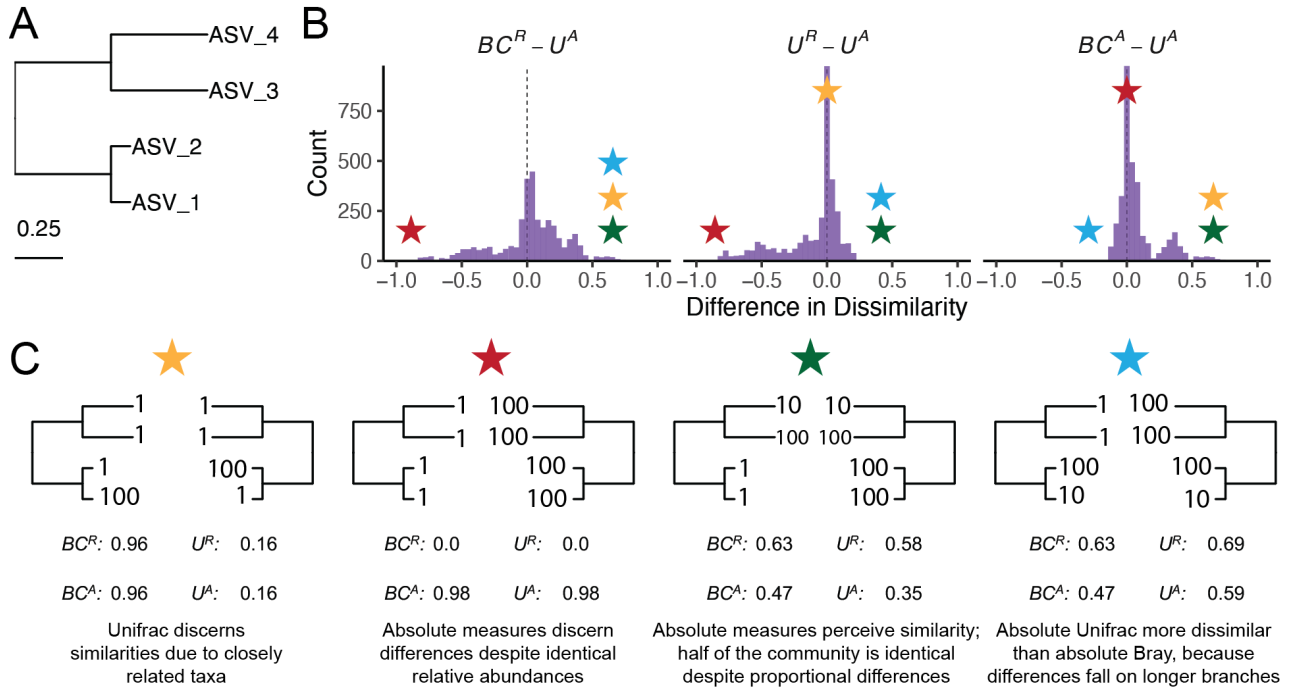 A
ASV_4
ASV_3
ASV_2
ASV_1
0.25
B
BC^R – U^A
U^R – U^A
BC^A – U^A
Count
750
500
250
0
−1.0 −0.5 0.0 0.5 1.0
−1.0 −0.5 0.0 0.5 1.0
−1.0 −0.5 0.0 0.5 1.0
Difference in Dissimilarity
C
1 1
1 1
1 100
100 1
BC^R: 0.96 U^R: 0.16
BC^A: 0.96 U^A: 0.16
Unifrac discerns
similarities due to closely
related taxa
1 100
1 100
1 100
1 100
BC^R: 0.0 U^R: 0.0
BC^A: 0.98 U^A: 0.98
Absolute measures discern
differences despite identical
relative abundances
10 10
100 100
1 100
1 100
BC^R: 0.63 U^R: 0.58
BC^A: 0.47 U^A: 0.35
Absolute measures perceive similarity;
half of the community is identical
despite proportional differences
1 100
1 100
100 100
10 10
BC^R: 0.63 U^R: 0.69
BC^A: 0.47 U^A: 0.59
Absolute Unifrac more dissimilar
than absolute Bray, because
differences fall on longer branches